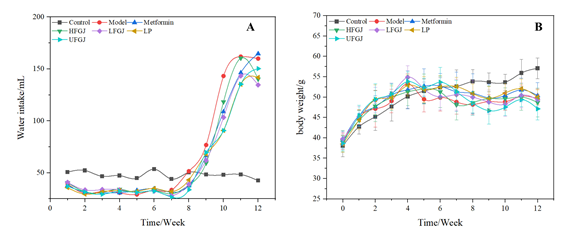 Control Model Metformin
HFGJ LFGJ LP
UFGJ
A
Water intake/mL
200
150
100
50
0 2 4 6 8 10 12
Time/Week
Control Model Metformin
HFGJ LFGJ LP
UFGJ
B
body weight/g
70
65
60
55
50
45
40
35
30
25
0 2 4 6 8 10 12
Time/Week